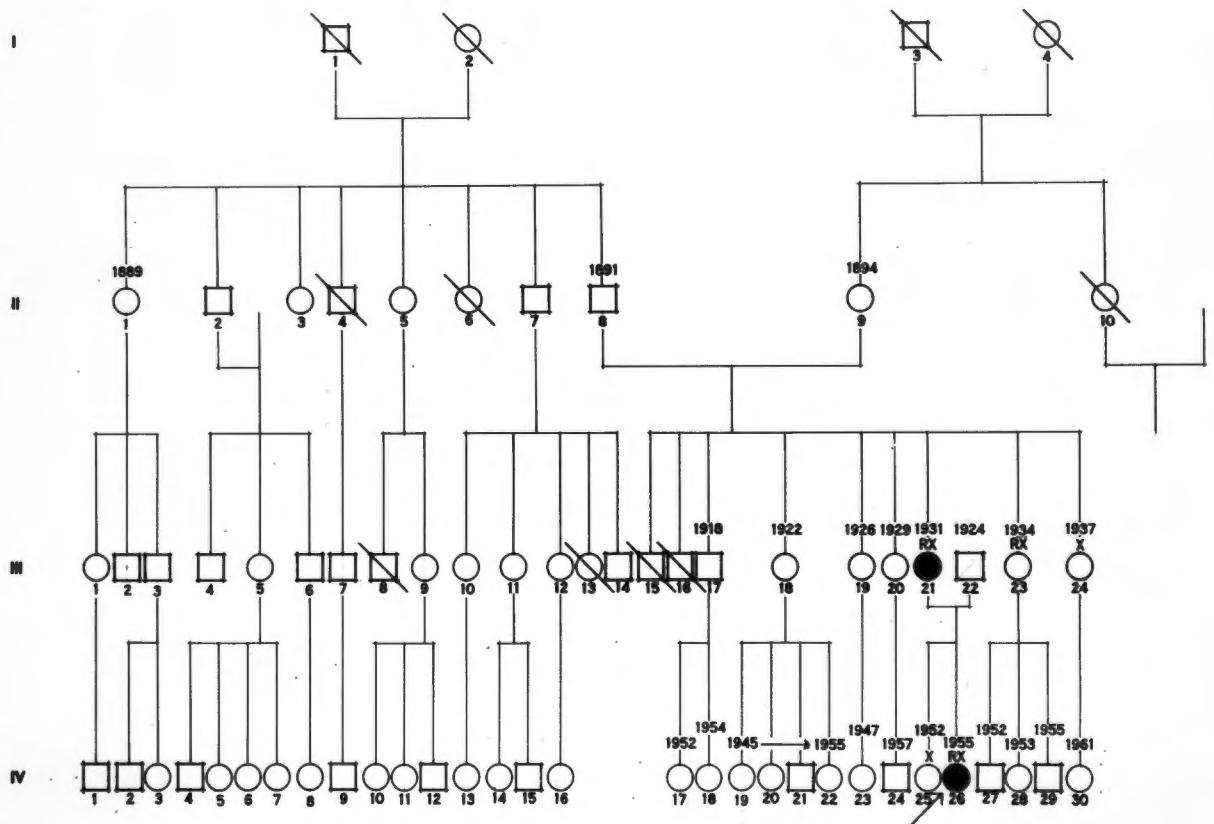 I
1 2 3 4
1889 1891 1894
II
1 2 3 4 5 6 7 8 9 10
1918 1922 1926 1929 1931 1924 1934 1937
RX RX X
III
1 2 3 4 5 6 7 8 9 10 11 12 13 14 15 16 17 18 19 20 21 22 23 24
1952 1954 1945 1955 1947 1957 1952 1955 1952 1953 1955 1961
X RX
IV
1 2 3 4 5 6 7 8 9 10 11 12 13 14 15 16 17 18 19 20 21 22 23 24 25 26 27 28 29 30